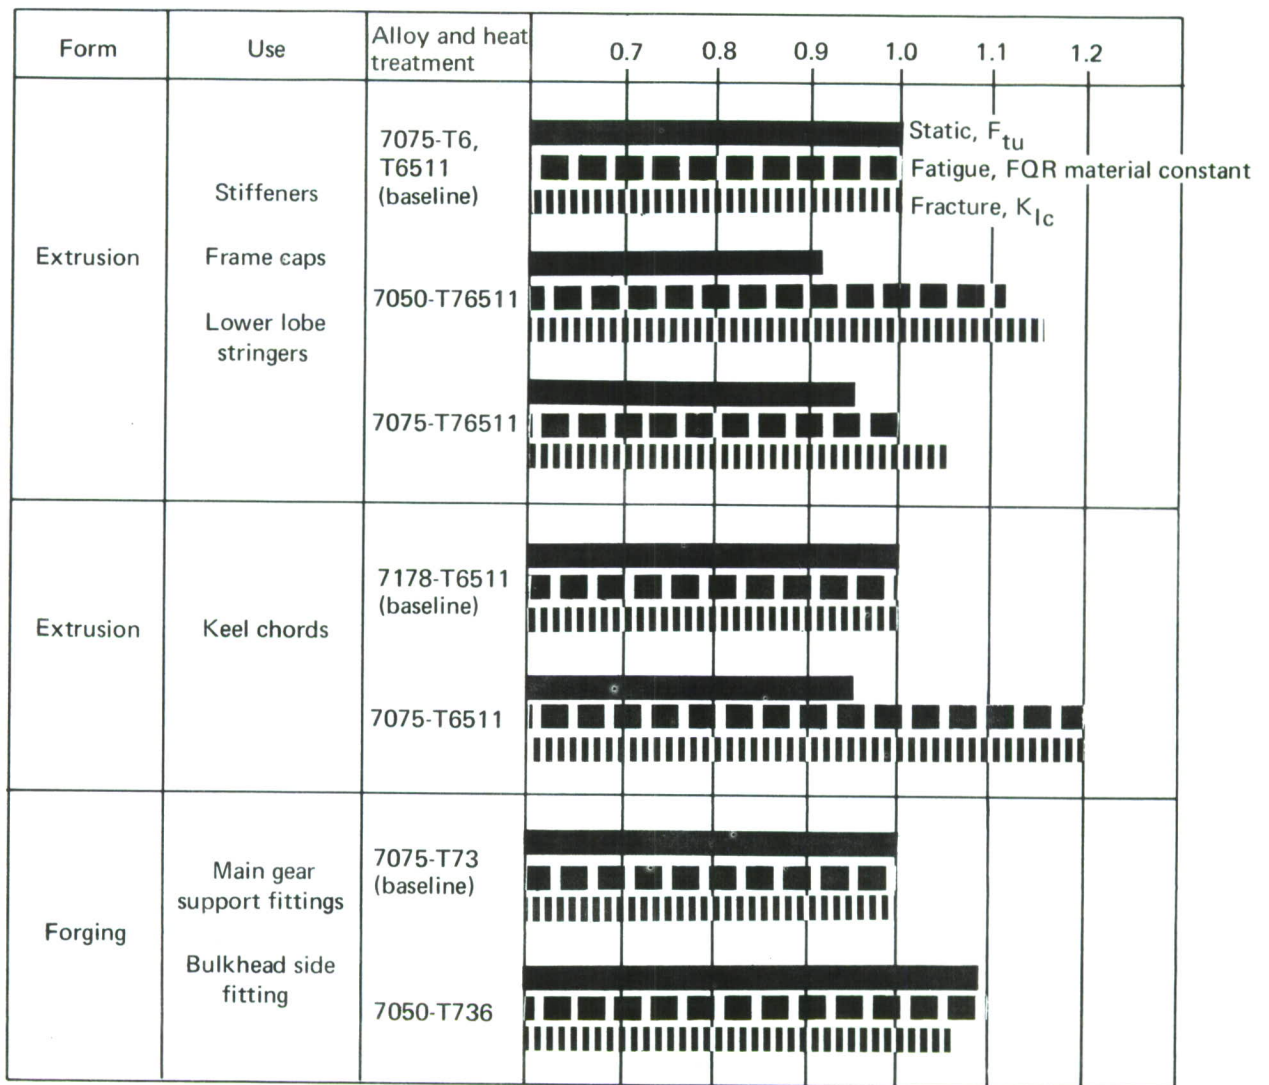 Form
Use
Alloy and heat
treatment
0.7 0.8 0.9 1.0 1.1 1.2
Extrusion
Stiffeners
Frame caps
Lower lobe
stringers
7075-T6,
T6511
(baseline)
Static, Ftu
Fatigue, FQR material constant
Fracture, KIc
7050-T76511
7075-T76511
Extrusion
Keel chords
7178-T6511
(baseline)
7075-T6511
Forging
Main gear
support fittings
Bulkhead side
fitting
7075-T73
(baseline)
7050-T736